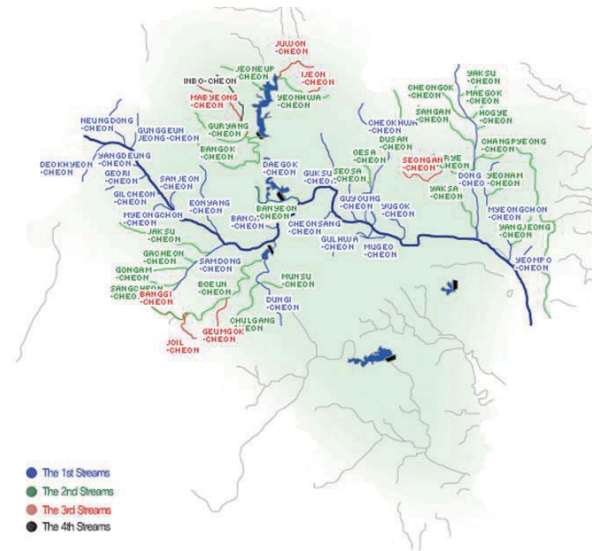 JUWON
-CHEON
JEONEUP
-CHEON
IJEON
-CHEON
INBO-CHEON
MABYEONG
-CHEON
YEONHWA
-CHEON
GURYANG
-CHEON
BANGOK
-CHEON
NEUNGDONG
-CHEON
GUNGGEUN
JEONG-CHEON
YANGDEUNG
-CHEON
DEOKHYEON
-CHEON
GEORI
-CHEON
GILCHEON
-CHEON
SANJEON
-CHEON
EONYANG
-CHEON
MYEONGCHON
-CHEON
JAKSU
-CHEON
GACHEON
-CHEON
GONGAM
-CHEON
SANGCHEON
BANGGI
-CHEON
SAMDONG
-CHEON
BOEUN
-CHEON
JOIL
-CHEON
GEUMGOK
-CHEON
CHULGANG
-CHEON
DUNGI
-CHEON
MUNSU
-CHEON
DAEGOK
-CHEON
BANYEON
-CHEON
GUKSU
CHEONSANG
-CHEON
SEOSA
-CHEON
OESA
-CHEON
DUSAN
-CHEON
CHEOKHWA
-CHEON
GUYOUNG
-CHEON
GULHWA
-CHEON
YUGOK
-CHEON
MUGEO
-CHEON
SEONGAN
-CHEON
YAKSA
-CHEON
DONG
-CHEO
CHEONGOK
-CHEON
SANGAN
-CHEON
YAKSU
-CHEON
MAEGOK
-CHEON
HOGYE
-CHEON
CHANGPYEONG
-CHEON
YEONAM
-CHEON
MYEONGCHON
-CHEON
YANGJEONG
-CHEON
YEOMPO
-CHEON
The 1st Streams
The 2nd Streams
The 3rd Streams
The 4th Streams